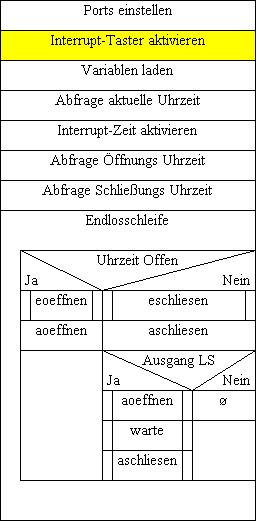 Ports einstellen
Interrupt-Taster aktivieren
Variablen laden
Abfrage aktuelle Uhrzeit
Interrupt-Zeit aktivieren
Abfrage Öffnungs Uhrzeit
Abfrage Schließungs Uhrzeit
Endlosschleife
Uhrzeit Offen
Ja Nein
eoeffnen eschliesen
aoeffnen aschliesen
Ausgang LS
Ja Nein
aoeffnen ø
warte
aschliesen